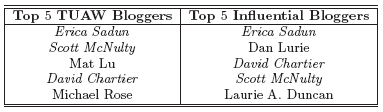 Top 5 TUAW Bloggers Top 5 Influential Bloggers
Erica Sadun Erica Sadun
Scott McNulty Dan Lurie
Mat Lu David Chartier
David Chartier Scott McNulty
Michael Rose Laurie A. Duncan